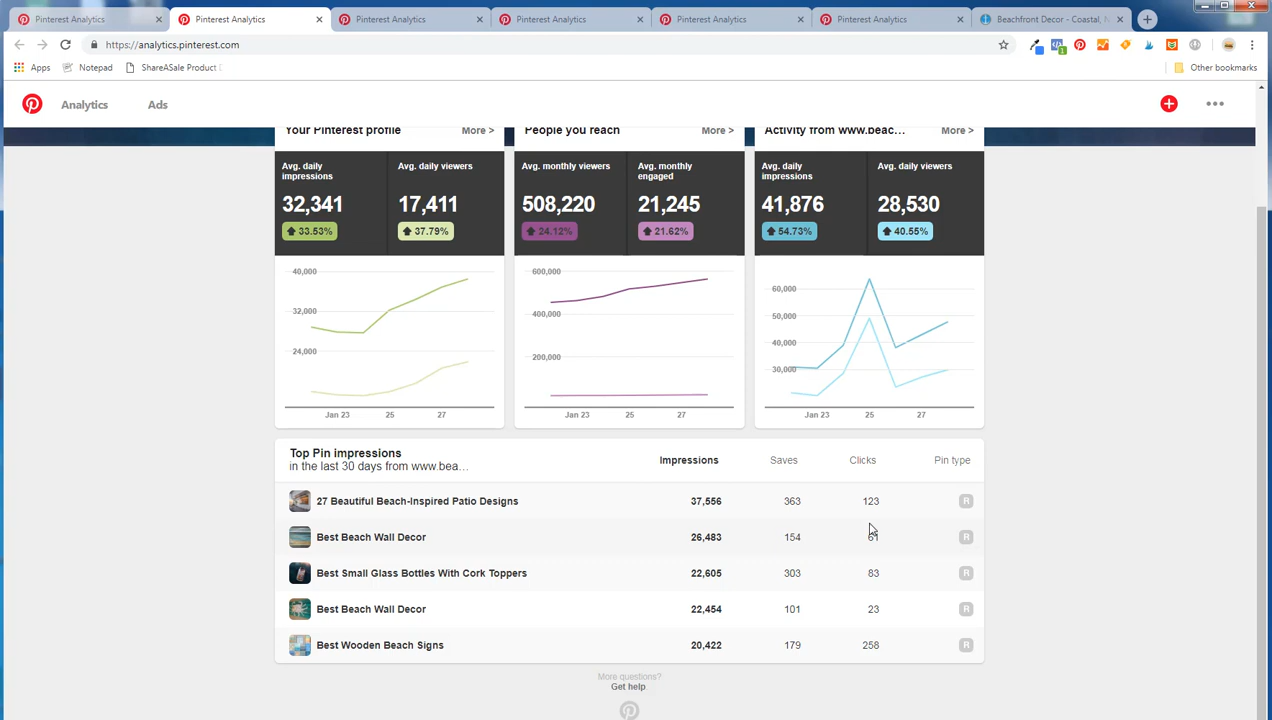 Pinterest Analytics
Pinterest Analytics
Pinterest Analytics
Pinterest Analytics
Pinterest Analytics
Pinterest Analytics
Beachfront Decor - Coastal, N
https://analytics.pinterest.com
1
Apps
Notepad
ShareASale Product
Other bookmarks
Analytics
Ads
Your Pinterest profile
More >
Avg. daily impressions
32,341
33.53%
Avg. daily viewers
17,411
37.79%
40,000
32,000
24,000
Jan 23
25
27
People you reach
More >
Avg. monthly viewers
508,220
24.12%
Avg. monthly engaged
21,245
21.62%
600,000
400,000
200,000
Jan 23
25
27
Activity from www.beac...
More >
Avg. daily impressions
41,876
54.73%
Avg. daily viewers
28,530
40.55%
60,000
50,000
40,000
30,000
Jan 23
25
27
Top Pin impressions
in the last 30 days from www.bea...
Impressions Saves Clicks Pin type
27 Beautiful Beach-Inspired Patio Designs 37,556 363 123 R
Best Beach Wall Decor 26,483 154 61 R
Best Small Glass Bottles With Cork Toppers 22,605 303 83 R
Best Beach Wall Decor 22,454 101 23 R
Best Wooden Beach Signs 20,422 179 258 R
More questions?
Get help